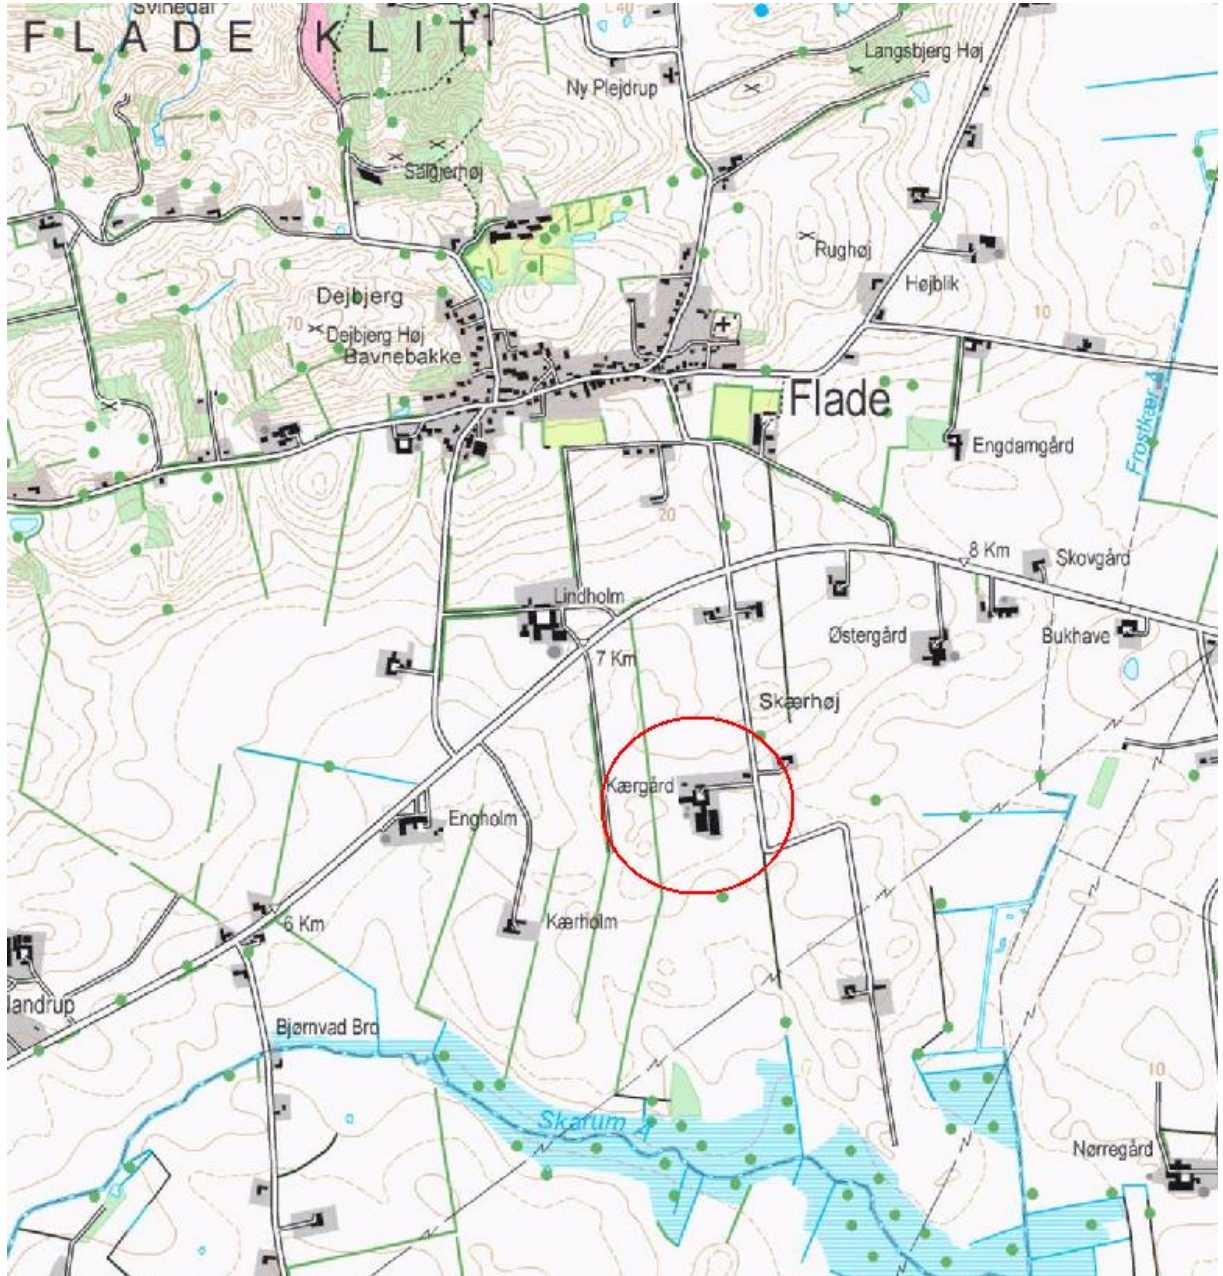 Svinedal
L 40
FLADE KLIT
Langsbjerg Høj
Ny Plejdrup
Salgjerhøj
Rughøj
Højblik
Dejbjerg
10
70
Dejbjerg Høj
Bavnebakke
Flade
Frostkær Å
Engdamgård
20
8 Km
Skovgård
Lindholm
Østergård
Bukhave
7 Km
Skærhøj
Kærgård
Engholm
6 Km
Kærholm
landrup
Bjørnvad Bro
10
Skarum Å
Nørregård